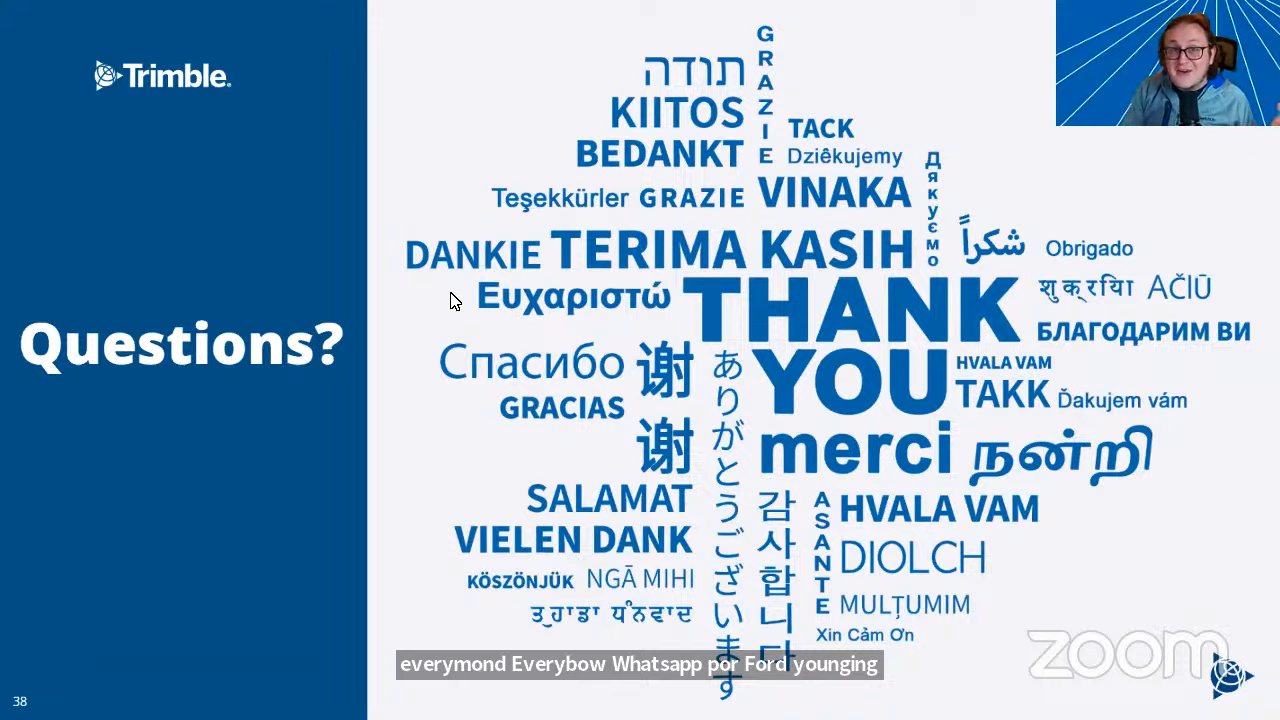 Trimble
Questions?
38
GRAZIE
תודה
KIITOS
TACK
BEDANKT
Dziêkujemy
Дякуємо
Teşekkürler
GRAZIE
VINAKA
DANKIE
TERIMA KASIH
شكراً
Obrigado
Ευχαριστώ
THANK
शुक्रिया
AČIŪ
БЛАГОДАРИМ ВИ
Спасибо
谢谢
ありがとうございます
YOU
HVALA VAM
TAKK
Ďakujem vám
GRACIAS
merci
நன்றி
SALAMAT
감사합니다
ASANTE
HVALA VAM
VIELEN DANK
DIOLCH
KÖSZÖNJÜK
NGĀ MIHI
MULȚUMIM
ਤੁਹਾਡਾ ਧੰਨਵਾਦ
Xin Cảm Ơn
zoom
everymond Everybow Whatsapp por Ford younging